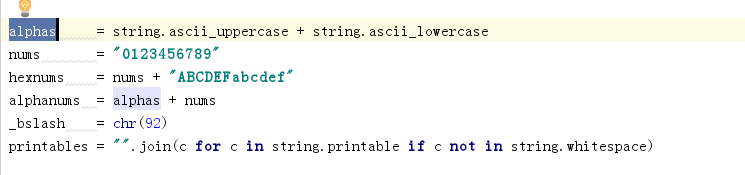 alphas     = string.ascii_uppercase + string.ascii_lowercase
nums       = "0123456789"
hexnums    = nums + "ABCDEFabcdef"
alphanums  = alphas + nums
_bslash    = chr(92)
printables = "".join(c for c in string.printable if c not in string.whitespace)